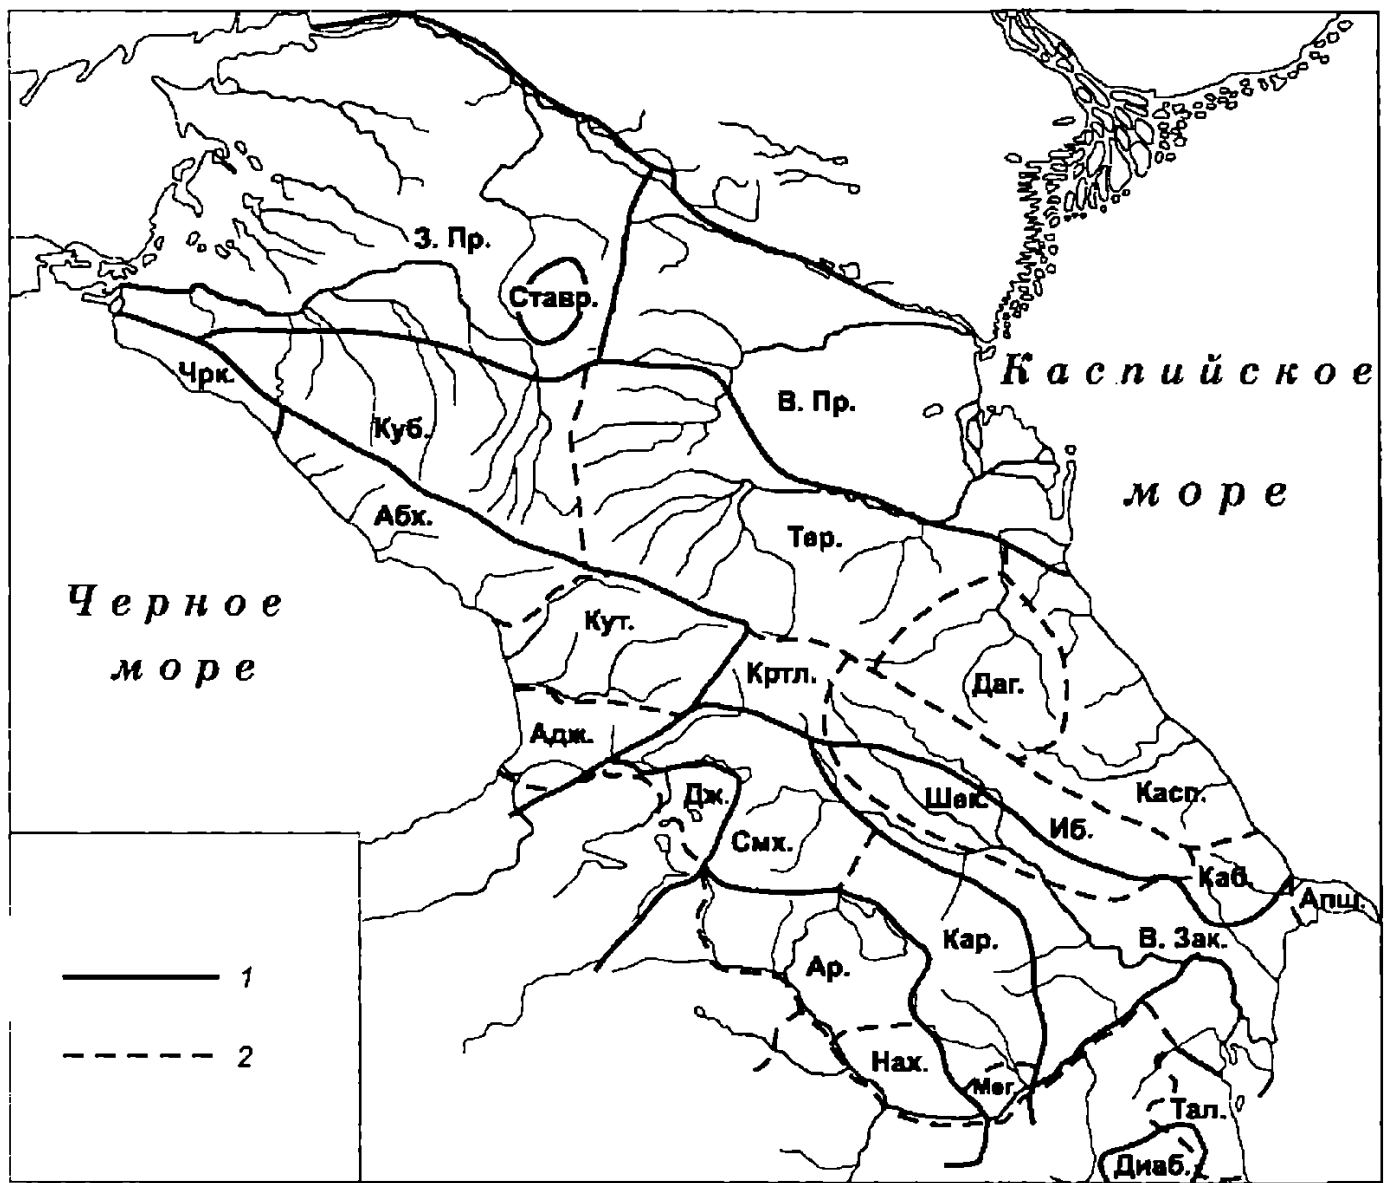 З. Пр.
Ставр.
Каспийское
море
Чрк.
В. Пр.
Куб.
Абх.
Тер.
Черное
море
Кут.
Кртл.
Даг.
Адж.
Дж.
Шек.
Касп.
Смх.
Иб.
Каб.
Апш.
Кар.
В. Зак.
Ар.
1
2
Нах.
Мег.
Тал.
Диаб.